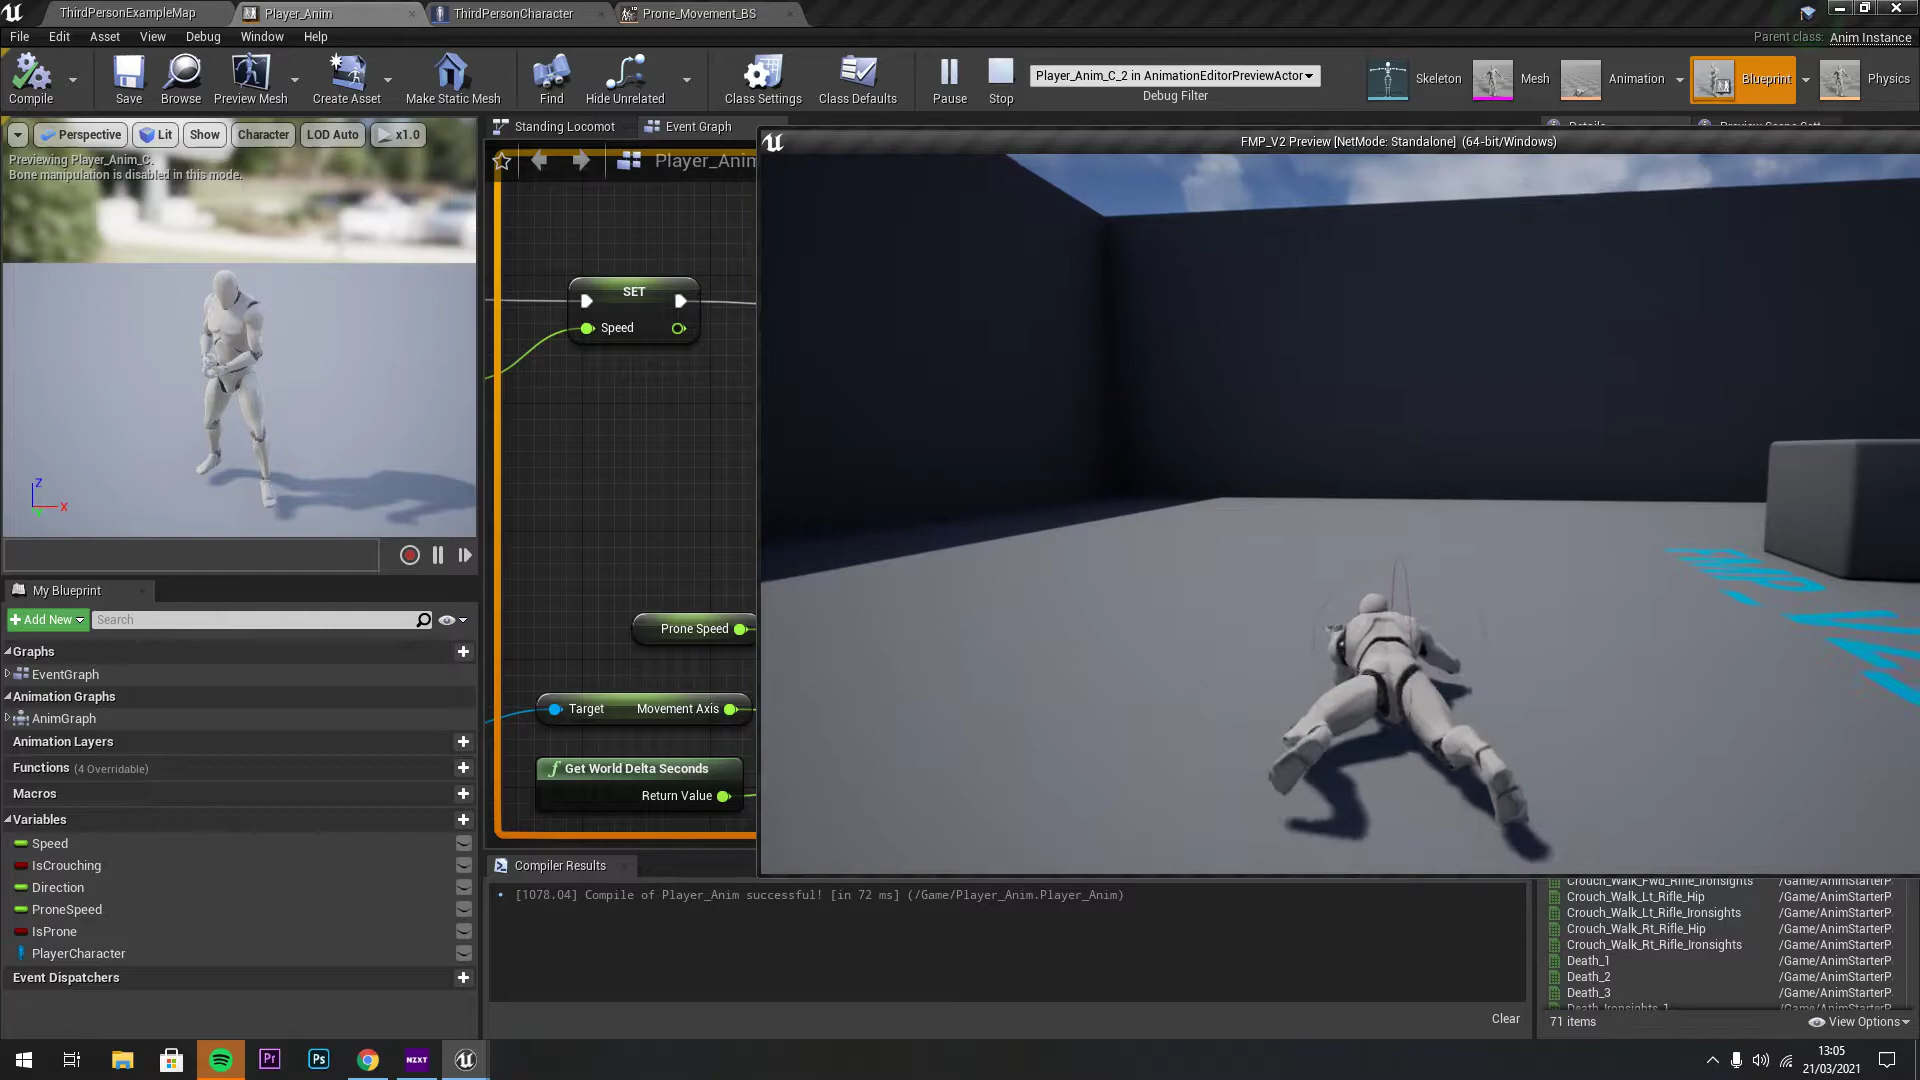 ThirdPersonExampleMap
Player_Anim
ThirdPersonCharacter
Prone_Movement_BS
File Edit Asset View Debug Window Help
Parent class: Anim Instance
Compile
Save
Browse
Preview Mesh
Create Asset
Make Static Mesh
Find
Hide Unrelated
Class Settings
Class Defaults
Pause
Stop
Player_Anim_C_2 in AnimationEditorPreviewActor
Debug Filter
Skeleton
Mesh
Animation
Blueprint
Physics
Perspective
Lit
Show
Character
LOD Auto
x1.0
Previewing Player_Anim_C.
Bone manipulation is disabled in this mode.
Z
X
Standing Locomot
Event Graph
Player_Anim
FMP_V2 Preview [NetMode: Standalone] (64-bit/Windows)
SET
Speed
Prone Speed
Target Movement Axis
Get World Delta Seconds
Return Value
My Blueprint
Add New
Search
Graphs
EventGraph
Animation Graphs
AnimGraph
Animation Layers
Functions (4 Overridable)
Macros
Variables
Speed
IsCrouching
Direction
ProneSpeed
IsProne
PlayerCharacter
Event Dispatchers
Compiler Results
[1078.04] Compile of Player_Anim successful! [in 72 ms] (/Game/Player_Anim.Player_Anim)
Clear
Crouch_Walk_Fwd_Rifle_Ironsights /Game/AnimStarterP
Crouch_Walk_Lt_Rifle_Hip /Game/AnimStarterP
Crouch_Walk_Lt_Rifle_Ironsights /Game/AnimStarterP
Crouch_Walk_Rt_Rifle_Hip /Game/AnimStarterP
Crouch_Walk_Rt_Rifle_Ironsights /Game/AnimStarterP
Death_1 /Game/AnimStarterP
Death_2 /Game/AnimStarterP
Death_3 /Game/AnimStarterP
Death_Ironsights_1
71 items
View Options
Pr
Ps
NZXT
13:05
21/03/2021